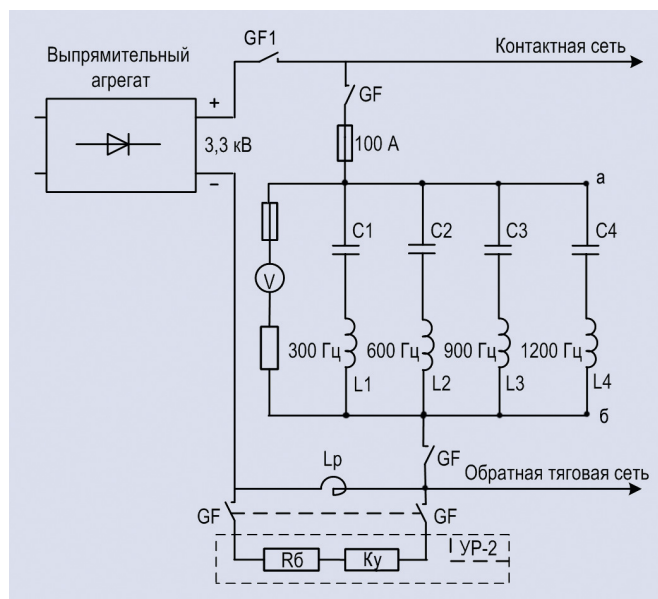 GF1
Контактная сеть
Выпрямительный
агрегат
+
GF
3,3 кВ
100 А
–
а
C1
C2
C3
C4
V
300 Гц
600 Гц
900 Гц
1200 Гц
L1
L2
L3
L4
б
GF
Lр
Обратная тяговая сеть
GF
GF
УР-2
Rб
Ку